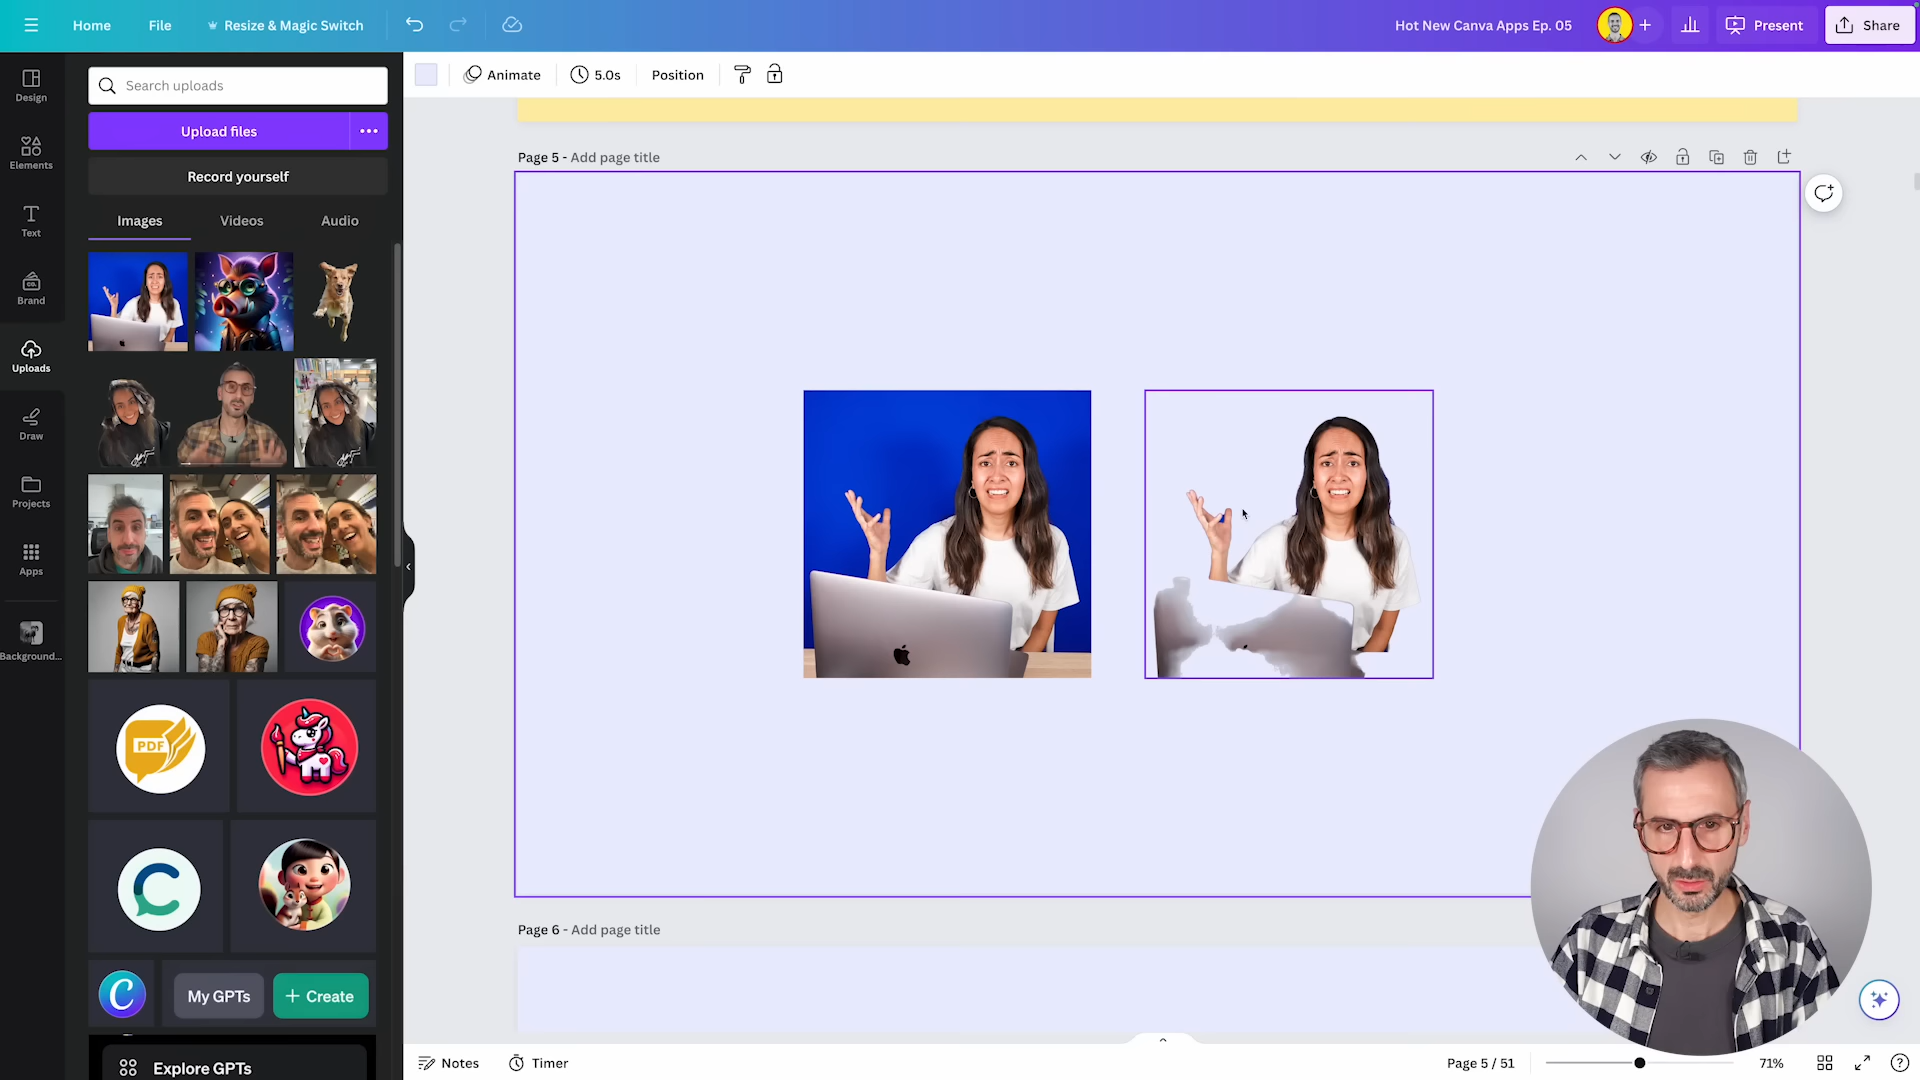 Home
File
Resize & Magic Switch
Hot New Canva Apps Ep. 05
Present
Share
Design
Elements
Text
Brand
Uploads
Draw
Projects
Apps
Background...
Search uploads
Upload files
Record yourself
Images
Videos
Audio
PDF
My GPTs
+ Create
Explore GPTs
Animate
5.0s
Position
Page 5 - Add page title
Page 6 - Add page title
Notes
Timer
Page 5 / 51
71%